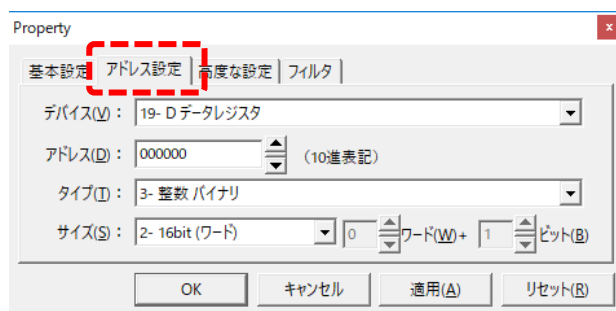 Property x
基本設定 アドレス設定 高度な設定 フィルタ
デバイス(V)： 19- D データレジスタ
アドレス(D)： 000000 （10進表記）
タイプ(T)： 3- 整数 バイナリ
サイズ(S)： 2- 16bit (ワード) 0 ワード(W)+ 1 ビット(B)
OK キャンセル 適用(A) リセット(R)